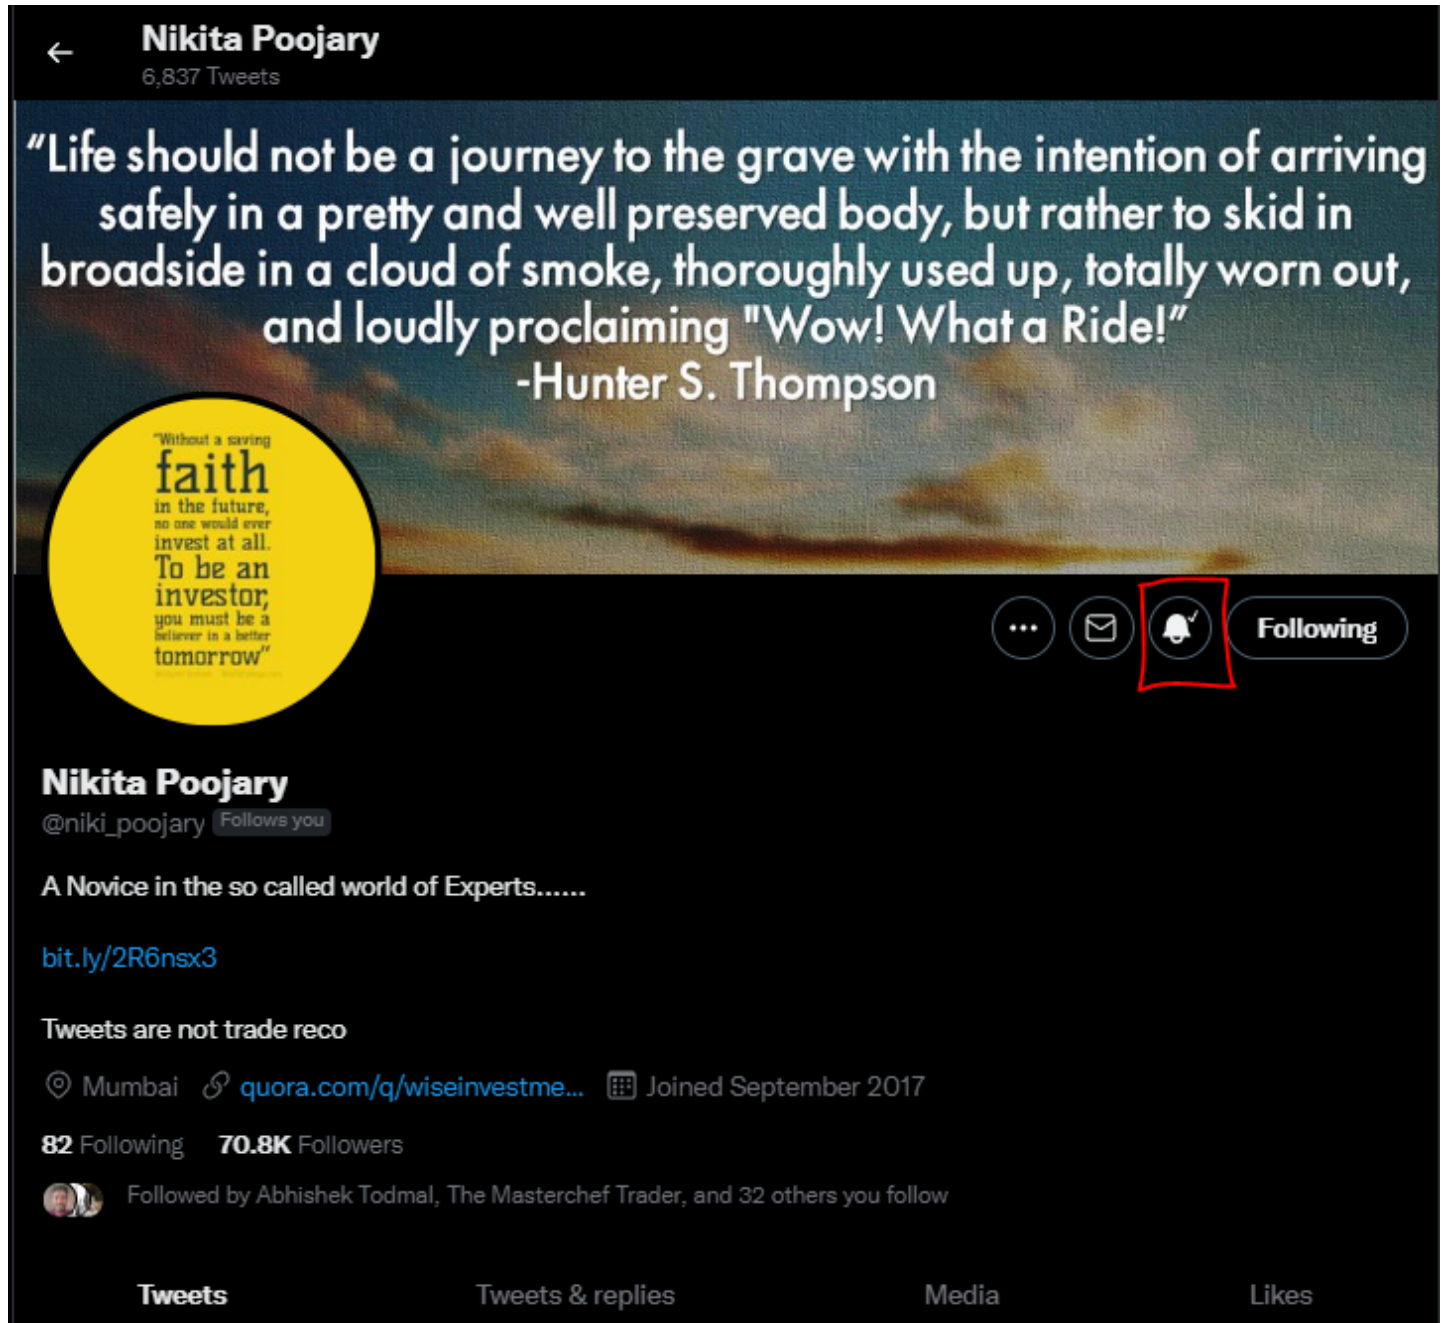 Nikita Poojary
6,837 Tweets
“Life should not be a journey to the grave with the intention of arriving
safely in a pretty and well preserved body, but rather to skid in
broadside in a cloud of smoke, thoroughly used up, totally worn out,
and loudly proclaiming "Wow! What a Ride!”
-Hunter S. Thompson
"Without a saving
faith
in the future,
no one would ever
invest at all.
To be an
investor,
you must be a
believer in a better
tomorrow"
Following
Nikita Poojary
@niki_poojary Follows you
A Novice in the so called world of Experts......
bit.ly/2R6nsx3
Tweets are not trade reco
Mumbai quora.com/q/wiseinvestme... Joined September 2017
82 Following 70.8K Followers
Followed by Abhishek Todmal, The Masterchef Trader, and 32 others you follow
Tweets Tweets & replies Media Likes